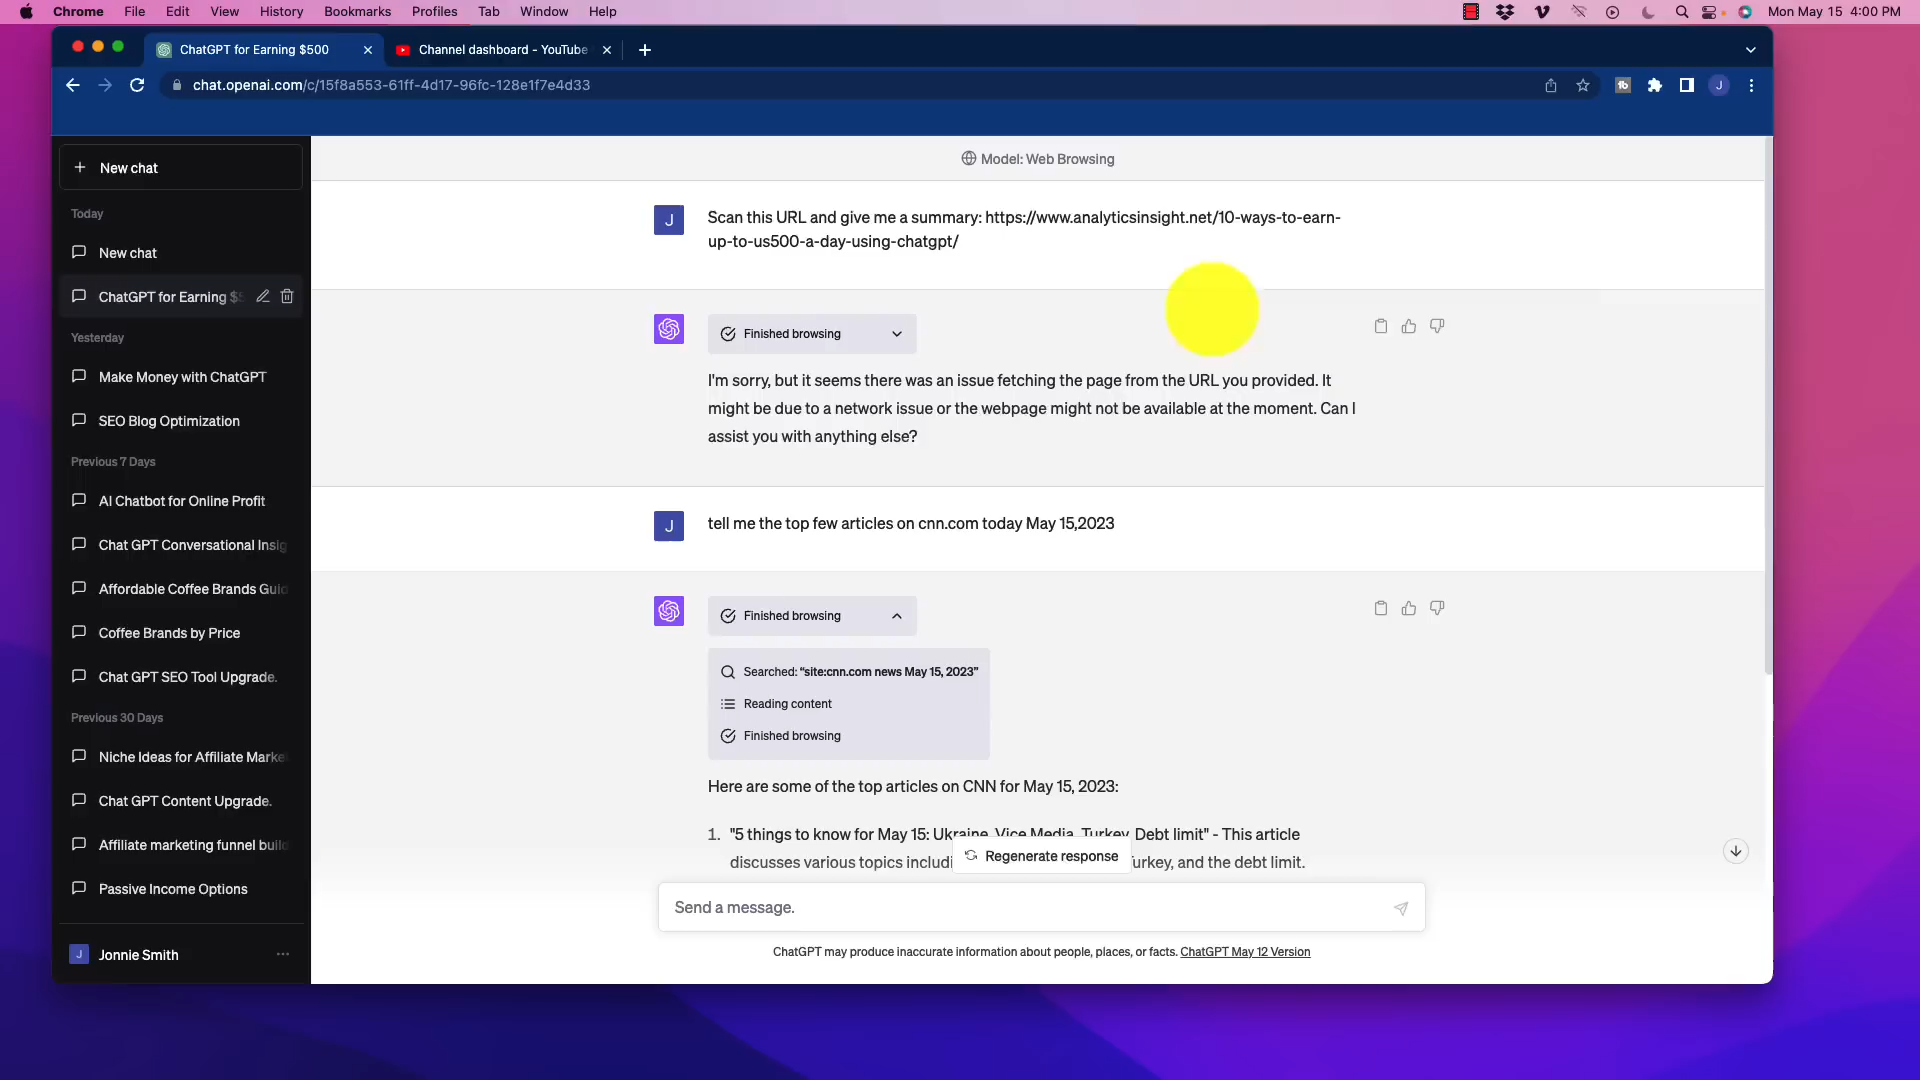 Chrome File Edit View History Bookmarks Profiles Tab Window Help Mon May 15 4:00 PM
ChatGPT for Earning $500 Channel dashboard - YouTube
chat.openai.com/c/15f8a553-61ff-4d17-96fc-128e1f7e4d33 J
New chat
Today
New chat
ChatGPT for Earning $5
Yesterday
Make Money with ChatGPT
SEO Blog Optimization
Previous 7 Days
AI Chatbot for Online Profit
Chat GPT Conversational Insig
Affordable Coffee Brands Guid
Coffee Brands by Price
Chat GPT SEO Tool Upgrade.
Previous 30 Days
Niche Ideas for Affiliate Marke
Chat GPT Content Upgrade.
Affiliate marketing funnel build
Passive Income Options
J Jonnie Smith
Model: Web Browsing
J Scan this URL and give me a summary: https://www.analyticsinsight.net/10-ways-to-earn-
up-to-us500-a-day-using-chatgpt/
Finished browsing
I'm sorry, but it seems there was an issue fetching the page from the URL you provided. It
might be due to a network issue or the webpage might not be available at the moment. Can I
assist you with anything else?
J tell me the top few articles on cnn.com today May 15,2023
Finished browsing
Searched: “site:cnn.com news May 15, 2023”
Reading content
Finished browsing
Here are some of the top articles on CNN for May 15, 2023:
1. "5 things to know for May 15: Ukraine, Vice Media, Turkey, Debt limit" - This article
discusses various topics includi urkey, and the debt limit.
Regenerate response
Send a message.
ChatGPT may produce inaccurate information about people, places, or facts. ChatGPT May 12 Version